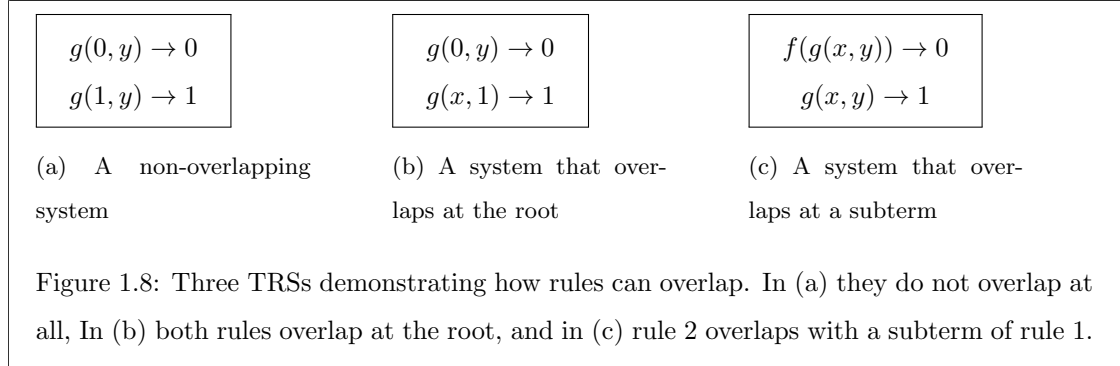 g(0, y) → 0
g(1, y) → 1
(a) A non-overlapping
system
g(0, y) → 0
g(x, 1) → 1
(b) A system that over-
laps at the root
f(g(x, y)) → 0
g(x, y) → 1
(c) A system that over-
laps at a subterm
Figure 1.8: Three TRSs demonstrating how rules can overlap. In (a) they do not overlap at
all, In (b) both rules overlap at the root, and in (c) rule 2 overlaps with a subterm of rule 1.